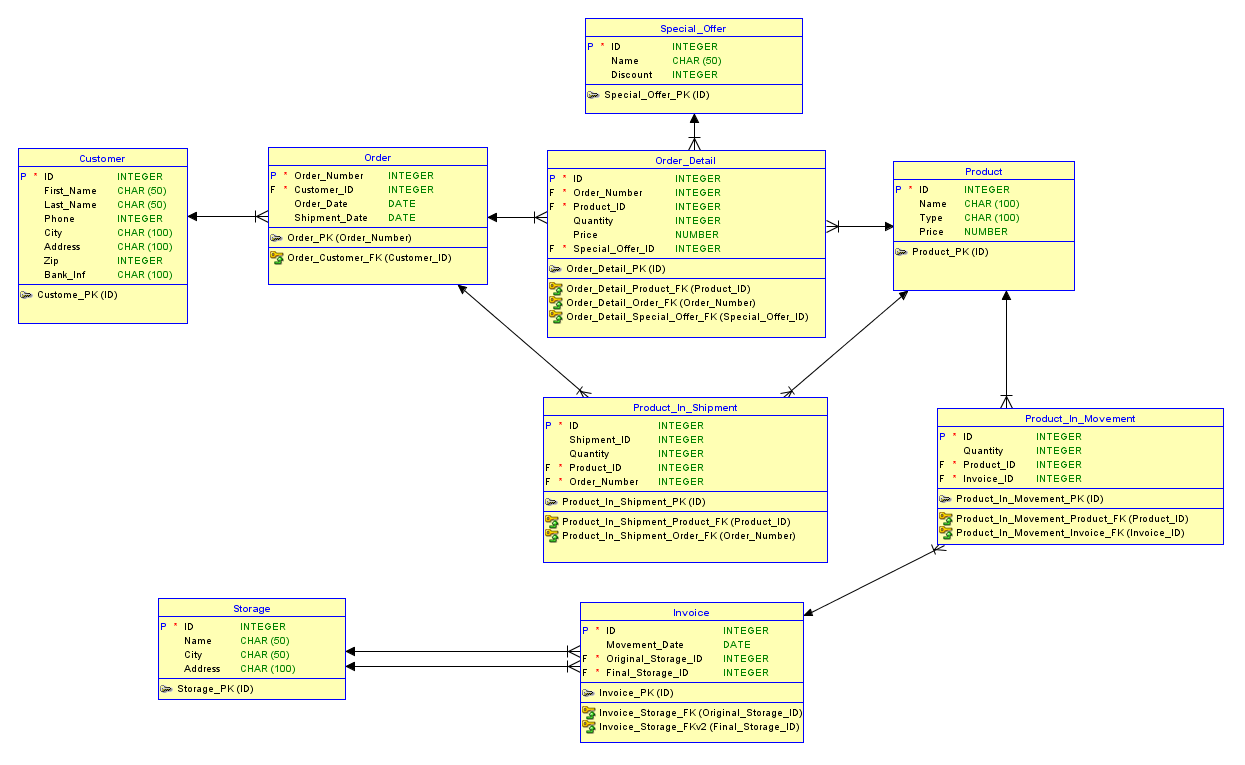 Special_Offer
P * ID INTEGER
Name CHAR (50)
Discount INTEGER
Special_Offer_PK (ID)
Customer
P * ID INTEGER
First_Name CHAR (50)
Last_Name CHAR (50)
Phone INTEGER
City CHAR (100)
Address CHAR (100)
Zip INTEGER
Bank_Inf CHAR (100)
Custome_PK (ID)
Order
P * Order_Number INTEGER
F * Customer_ID INTEGER
Order_Date DATE
Shipment_Date DATE
Order_PK (Order_Number)
Order_Customer_FK (Customer_ID)
Order_Detail
P * ID INTEGER
F * Order_Number INTEGER
F * Product_ID INTEGER
Quantity INTEGER
Price NUMBER
F * Special_Offer_ID INTEGER
Order_Detail_PK (ID)
Order_Detail_Product_FK (Product_ID)
Order_Detail_Order_FK (Order_Number)
Order_Detail_Special_Offer_FK (Special_Offer_ID)
Product
P * ID INTEGER
Name CHAR (100)
Type CHAR (100)
Price NUMBER
Product_PK (ID)
Product_In_Shipment
P * ID INTEGER
Shipment_ID INTEGER
Quantity INTEGER
F * Product_ID INTEGER
F * Order_Number INTEGER
Product_In_Shipment_PK (ID)
Product_In_Shipment_Product_FK (Product_ID)
Product_In_Shipment_Order_FK (Order_Number)
Product_In_Movement
P * ID INTEGER
Quantity INTEGER
F * Product_ID INTEGER
F * Invoice_ID INTEGER
Product_In_Movement_PK (ID)
Product_In_Movement_Product_FK (Product_ID)
Product_In_Movement_Invoice_FK (Invoice_ID)
Storage
P * ID INTEGER
Name CHAR (50)
City CHAR (50)
Address CHAR (100)
Storage_PK (ID)
Invoice
P * ID INTEGER
Movement_Date DATE
F * Original_Storage_ID INTEGER
F * Final_Storage_ID INTEGER
Invoice_PK (ID)
Invoice_Storage_FK (Original_Storage_ID)
Invoice_Storage_FKv2 (Final_Storage_ID)